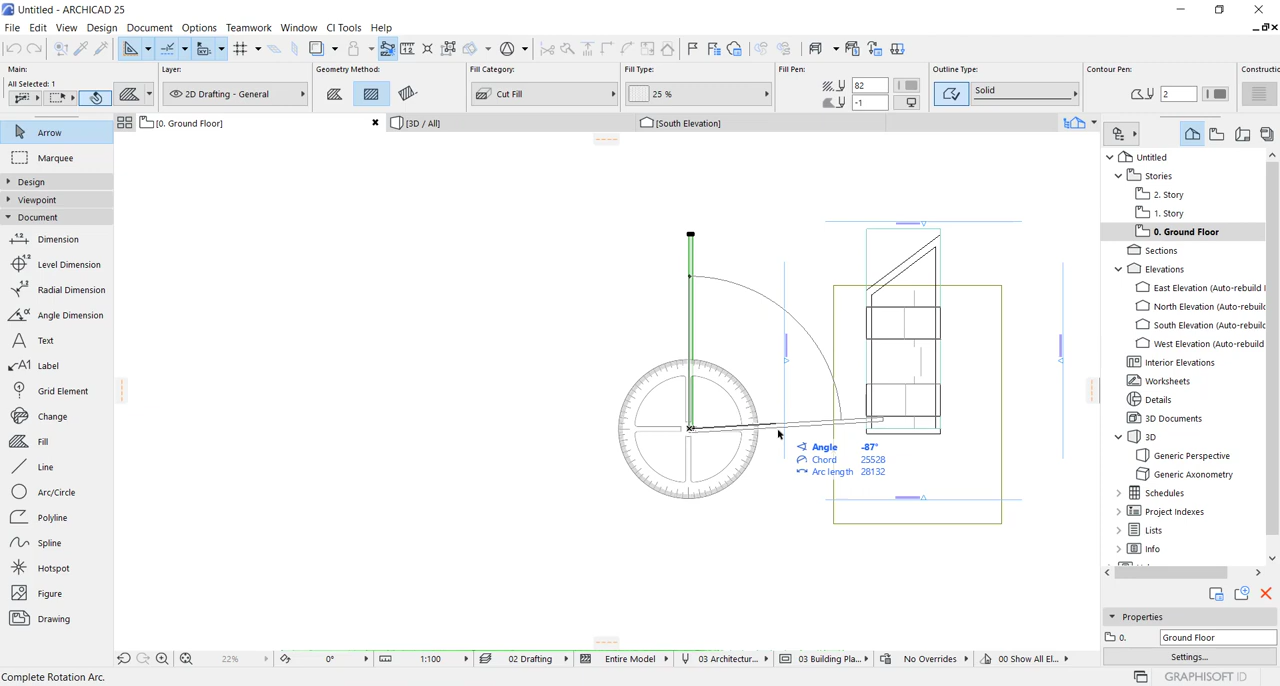 Untitled - ARCHICAD 25
File Edit View Design Document Options Teamwork Window CI Tools Help
Main:
All Selected: 1
Layer:
2D Drafting - General
Geometry Method:
Fill Category:
Cut Fill
Fill Type:
25 %
Fill Pen:
82
-1
Outline Type:
Solid
Contour Pen:
2
Constructio
[0. Ground Floor]
[3D / All]
[South Elevation]
Arrow
Marquee
Design
Viewpoint
Document
Dimension
Level Dimension
Radial Dimension
Angle Dimension
Text
Label
Grid Element
Change
Fill
Line
Arc/Circle
Polyline
Spline
Hotspot
Figure
Drawing
Angle -87°
Chord 25528
Arc length 28132
Untitled
Stories
2. Story
1. Story
0. Ground Floor
Sections
Elevations
East Elevation (Auto-rebuild
North Elevation (Auto-rebuild
South Elevation (Auto-rebuild
West Elevation (Auto-rebuild
Interior Elevations
Worksheets
Details
3D Documents
3D
Generic Perspective
Generic Axonometry
Schedules
Project Indexes
Lists
Info
Properties
0. Ground Floor
Settings...
22% 0° 1:100 02 Drafting Entire Model 03 Architectur... 03 Building Pla... No Overrides 00 Show All El...
Complete Rotation Arc.
GRAPHISOFT ID